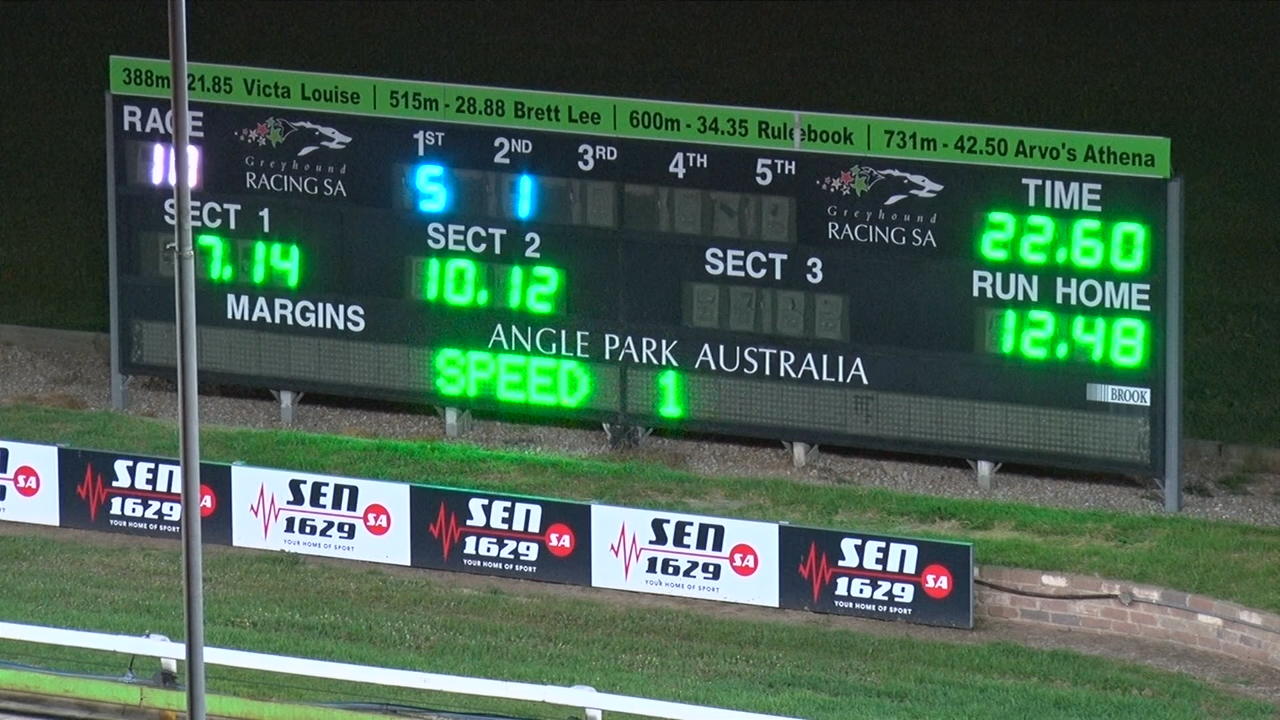 388m 21.85 Victa Louise | 515m - 28.88 Brett Lee | 600m - 34.35 Rulebook | 731m - 42.50 Arvo's Athena
RACE
1ST 2ND 3RD 4TH 5TH
5 1
Greyhound
RACING SA
Greyhound
RACING SA
TIME
22.60
SECT 1
7.14
SECT 2
10.12
SECT 3
RUN HOME
12.48
MARGINS
ANGLE PARK AUSTRALIA
SPEED 1
BROOK
SA
SEN
1629
YOUR HOME OF SPORT
SEN
1629 SA
YOUR HOME OF SPORT
SEN
1629 SA
YOUR HOME OF SPORT
SEN
1629 SA
YOUR HOME OF SPORT
SEN
1629 SA
YOUR HOME OF SPORT